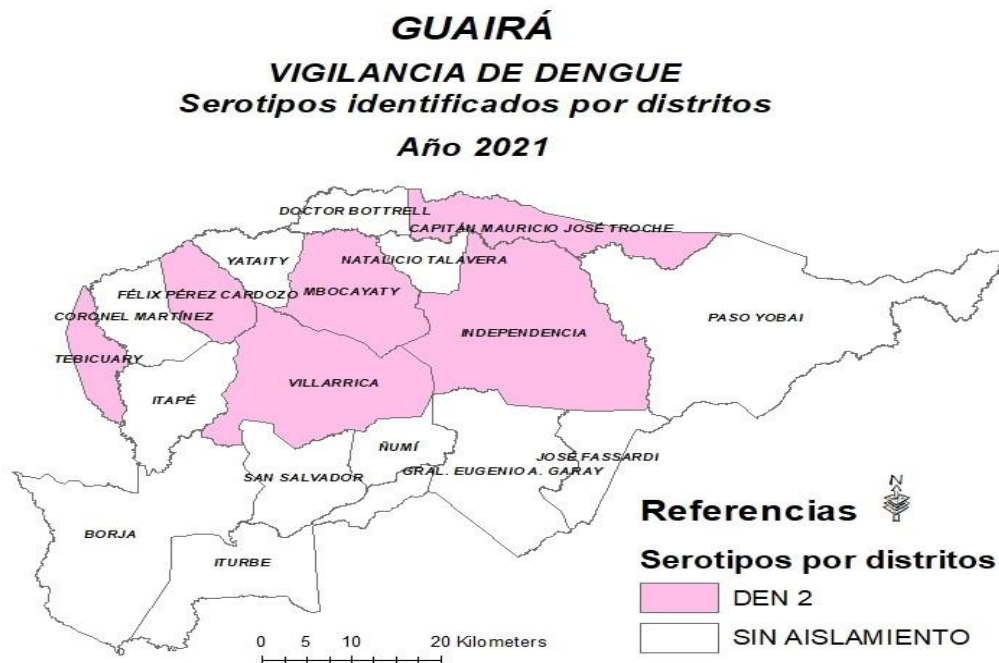 GUAIRÁ
VIGILANCIA DE DENGUE
Serotipos identificados por distritos
Año 2021
DOCTOR BOTTRELL
CAPITÁN MAURICIO JOSÉ TROCHE
YATAITY
NATALICIO TALAVERA
FÉLIX PÉREZ CARDOZO
MBOCAYATY
CORONEL MARTÍNEZ
PASO YOBAI
INDEPENDENCIA
TEBICUARY
VILLARRICA
ITAPÉ
ÑUMÍ
JOSÉ FASSARDI
SAN SALVADOR
GRAL. EUGENIO A. GARAY
BORJA
ITURBE
N
Referencias
Serotipos por distritos
DEN 2
SIN AISLAMIENTO
0 5 10 20 Kilometers